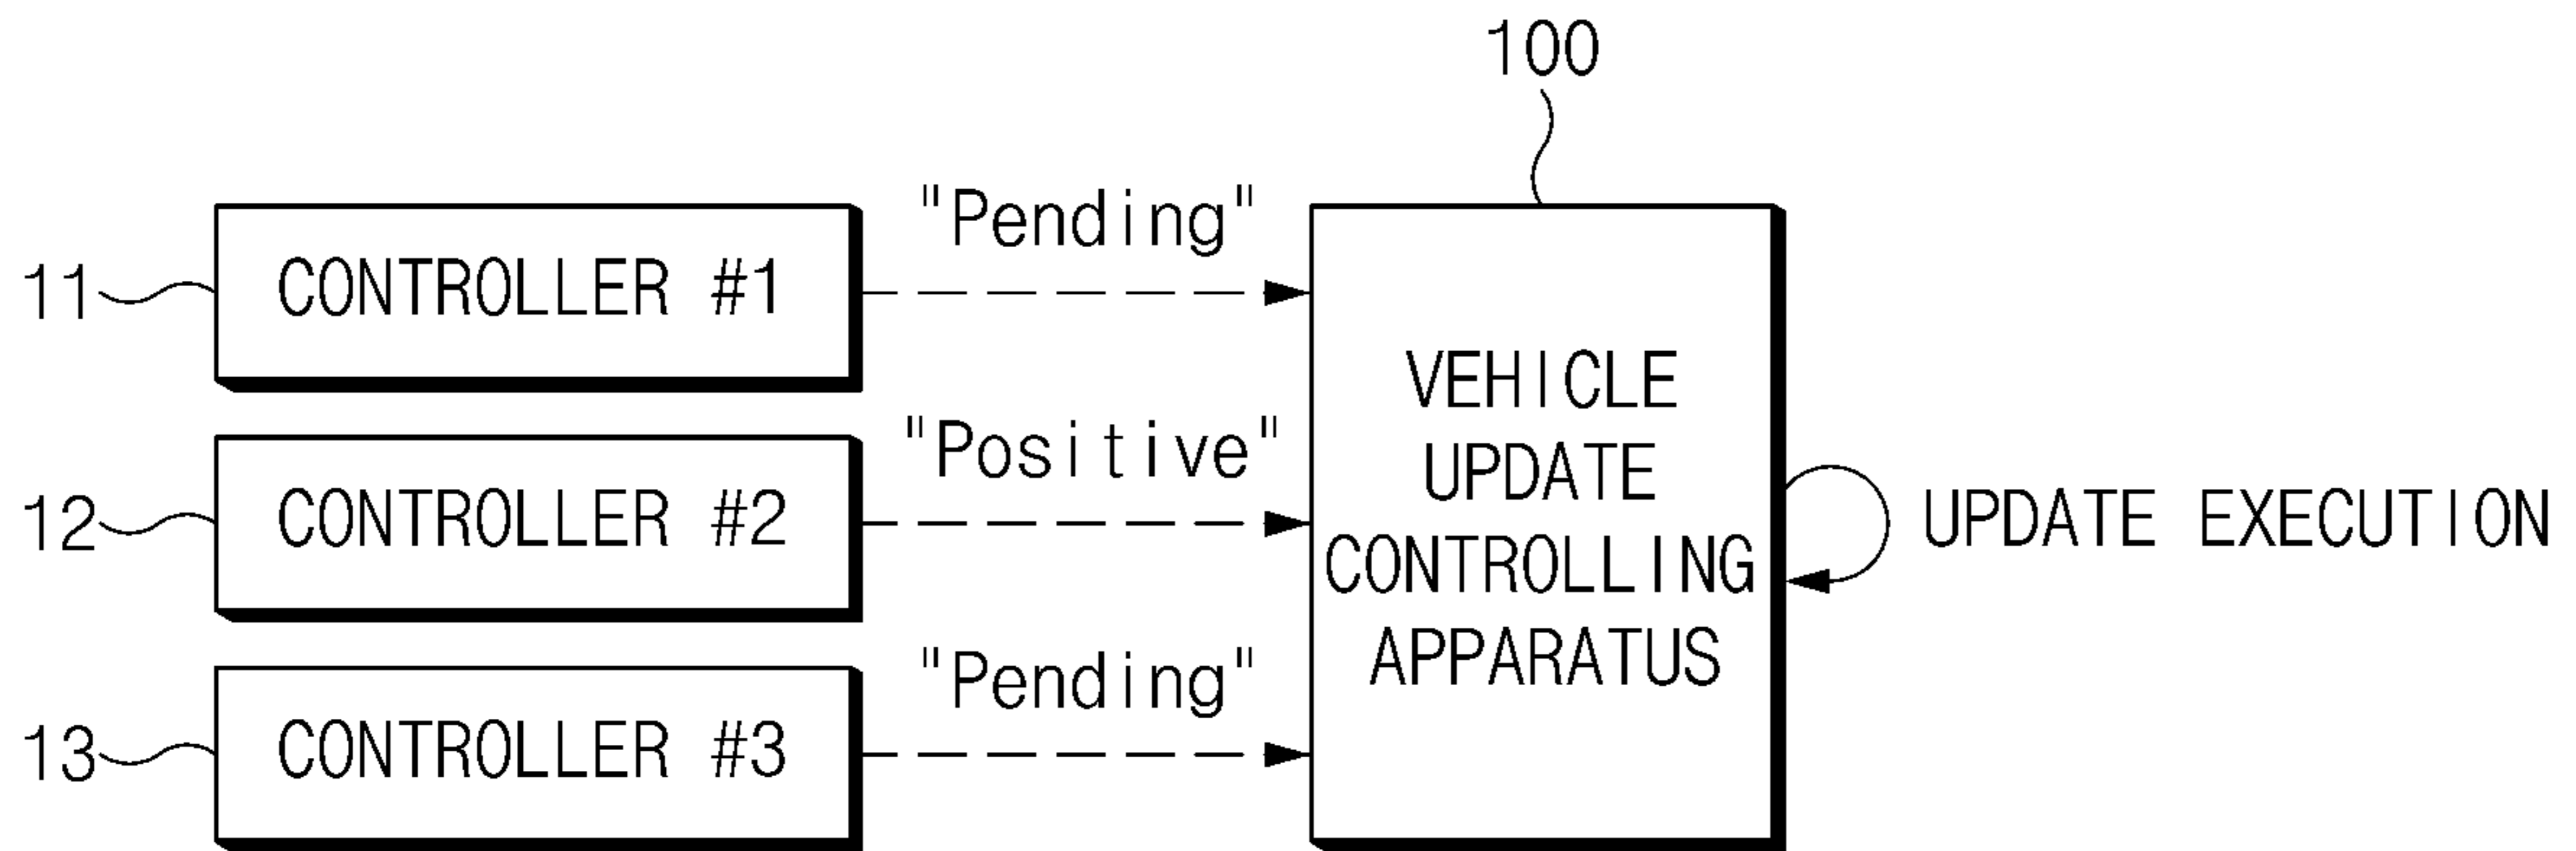 100
"Pending"
11 CONTROLLER #1
"Positive"
12 CONTROLLER #2
"Pending"
13 CONTROLLER #3
VEHICLE
UPDATE
CONTROLLING
APPARATUS
UPDATE EXECUTION